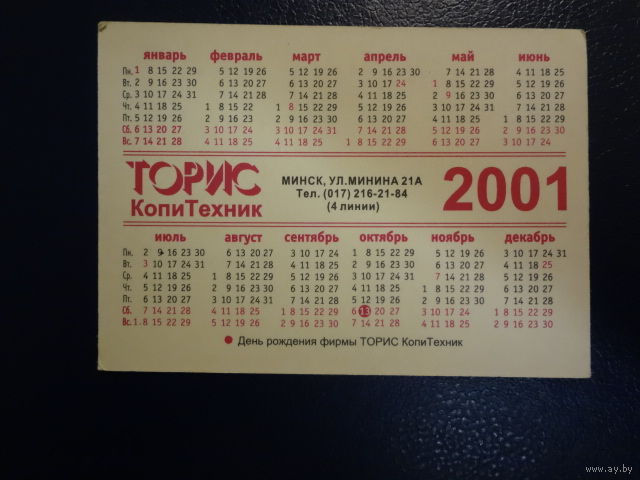 январь февраль март апрель май июнь
Пн. 1 8 15 22 29 5 12 19 26 5 12 19 26 2 9 16 23 30 7 14 21 28 4 11 18 25
Вт. 2 9 16 23 30 6 13 20 27 6 13 20 27 3 10 17 24 1 8 15 22 29 5 12 19 26
Ср. 3 10 17 24 31 7 14 21 28 7 14 21 28 4 11 18 25 2 9 16 23 30 6 13 20 27
Чт. 4 11 18 25 1 8 15 22 1 8 15 22 29 5 12 19 26 3 10 17 24 31 7 14 21 28
Пт. 5 12 19 26 2 9 16 23 2 9 16 23 30 6 13 20 27 4 11 18 25 1 8 15 22 29
Сб. 6 13 20 27 3 10 17 24 3 10 17 24 31 7 14 21 28 5 12 19 26 2 9 16 23 30
Вс. 7 14 21 28 4 11 18 25 4 11 18 25 1 8 15 22 29 6 13 20 27 3 10 17 24
ТОРИС
КопиТехник
МИНСК, УЛ.МИНИНА 21А
Тел. (017) 216-21-84
(4 линии)
2001
июль август сентябрь октябрь ноябрь декабрь
Пн. 2 9 16 23 30 6 13 20 27 3 10 17 24 1 8 15 22 29 5 12 19 26 3 10 17 24 31
Вт. 3 10 17 24 31 7 14 21 28 4 11 18 25 2 9 16 23 30 6 13 20 27 4 11 18 25
Ср. 4 11 18 25 1 8 15 22 29 5 12 19 26 3 10 17 24 31 7 14 21 28 5 12 19 26
Чт. 5 12 19 26 2 9 16 23 30 6 13 20 27 4 11 18 25 1 8 15 22 29 6 13 20 27
Пт. 6 13 20 27 3 10 17 24 31 7 14 21 28 5 12 19 26 2 9 16 23 30 7 14 21 28
Сб. 7 14 21 28 4 11 18 25 1 8 15 22 29 6 13 20 27 3 10 17 24 1 8 15 22 29
Вс. 1 8 15 22 29 5 12 19 26 2 9 16 23 30 7 14 21 28 4 11 18 25 2 9 16 23 30
День рождения фирмы ТОРИС КопиТехник
www.ay.by